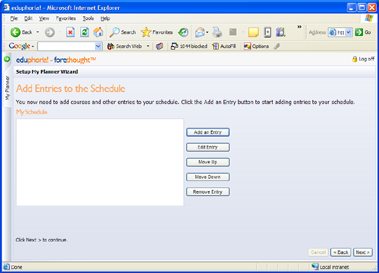 eduphoria! - Microsoft Internet Explorer
File Edit View Favorites Tools Help
Back Search Favorites Address Go
Google Search Web 1044 blocked AutoFill Options
eduphoria! - forethought™ Log off
My Planner
Setup My Planner Wizard
Add Entries to the Schedule
You now need to add courses and other entries to your schedule. Click the Add an Entry button to start adding entries to your schedule.
My Schedule
Add an Entry
Edit Entry
Move Up
Move Down
Remove Entry
Click Next > to continue.
Cancel < Back Next >
Done Local intranet